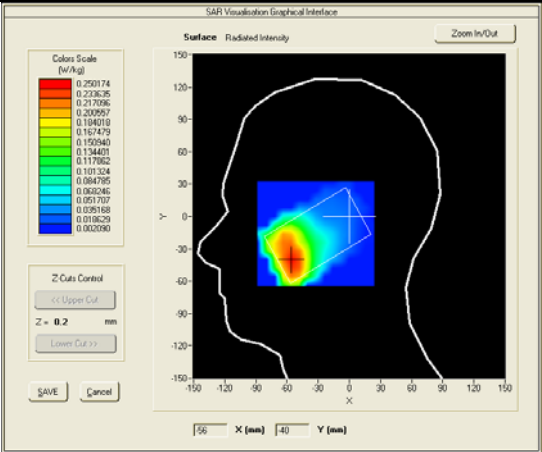 SAR Visualisation Graphical Interface
Surface Radiated Intensity
Zoom In/Out
Colors Scale
(W/kg)
0.250174
0.233635
0.217096
0.200557
0.184018
0.167479
0.150940
0.134401
0.117862
0.101324
0.084785
0.068246
0.051707
0.035168
0.018629
0.002090
Z-Cuts Control
<< Upper Cut
Z = 0.2 mm
Lower Cut >>
SAVE Cancel
150
120
90
60
30
0
-30
-60
-90
-120
-150
Y
-150 -120 -90 -60 -30 0 30 60 90 120 150
X
-56 X (mm) -40 Y (mm)